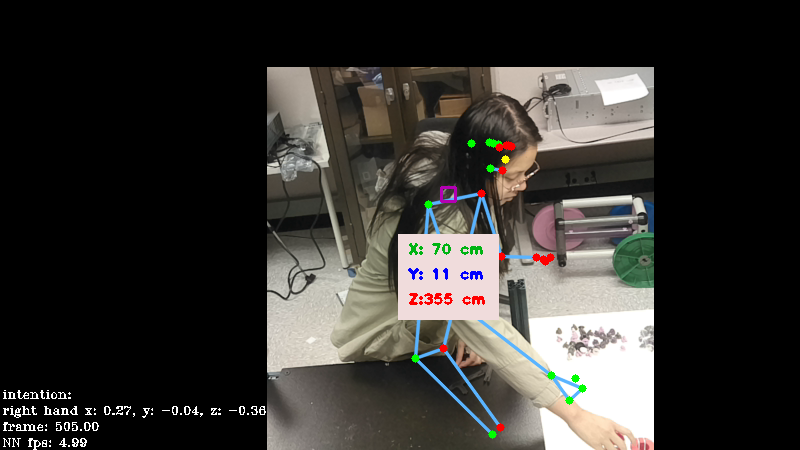 X: 70 cm
Y: 11 cm
Z:355 cm
intention:
right hand x: 0.27, y: -0.04, z: -0.36
frame: 505.00
NN fps: 4.99